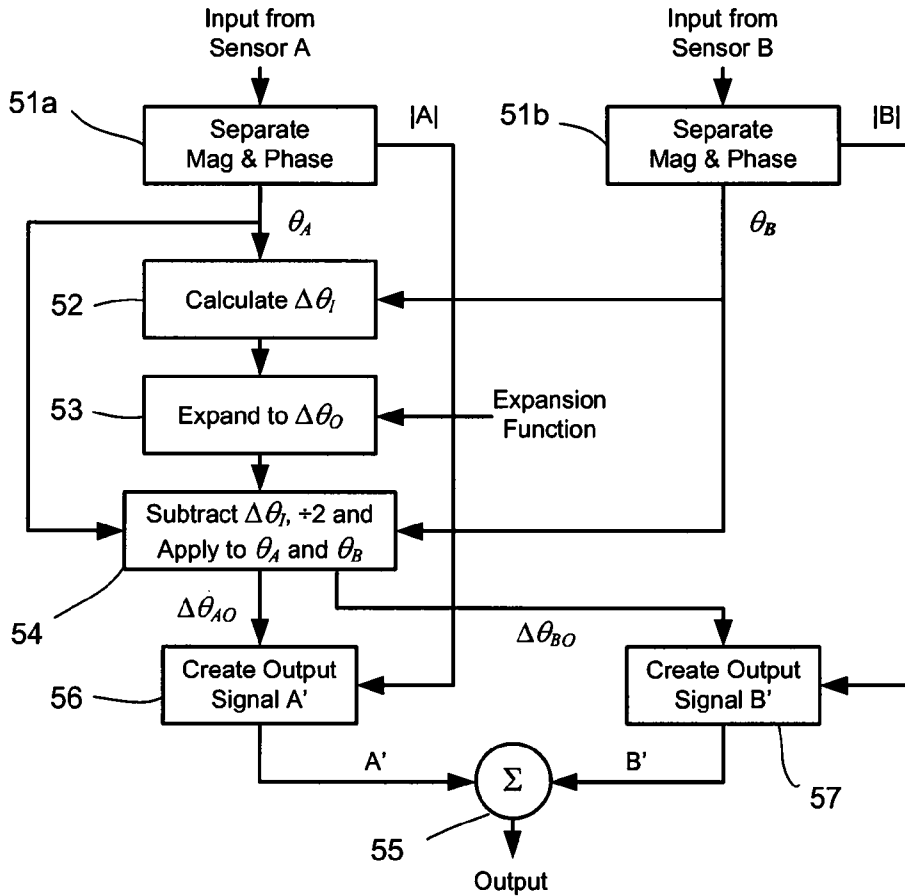 Input from
Sensor A
Input from
Sensor B
51a
|A|
51b
|B|
Separate
Mag & Phase
Separate
Mag & Phase
θA
θB
52
Calculate ΔθI
53
Expand to ΔθO
Expansion
Function
Subtract ΔθI, ÷2 and
Apply to θA and θB
54
ΔθAO
ΔθBO
56
Create Output
Signal A’
Create Output
Signal B’
A’
Σ
B’
57
55
Output